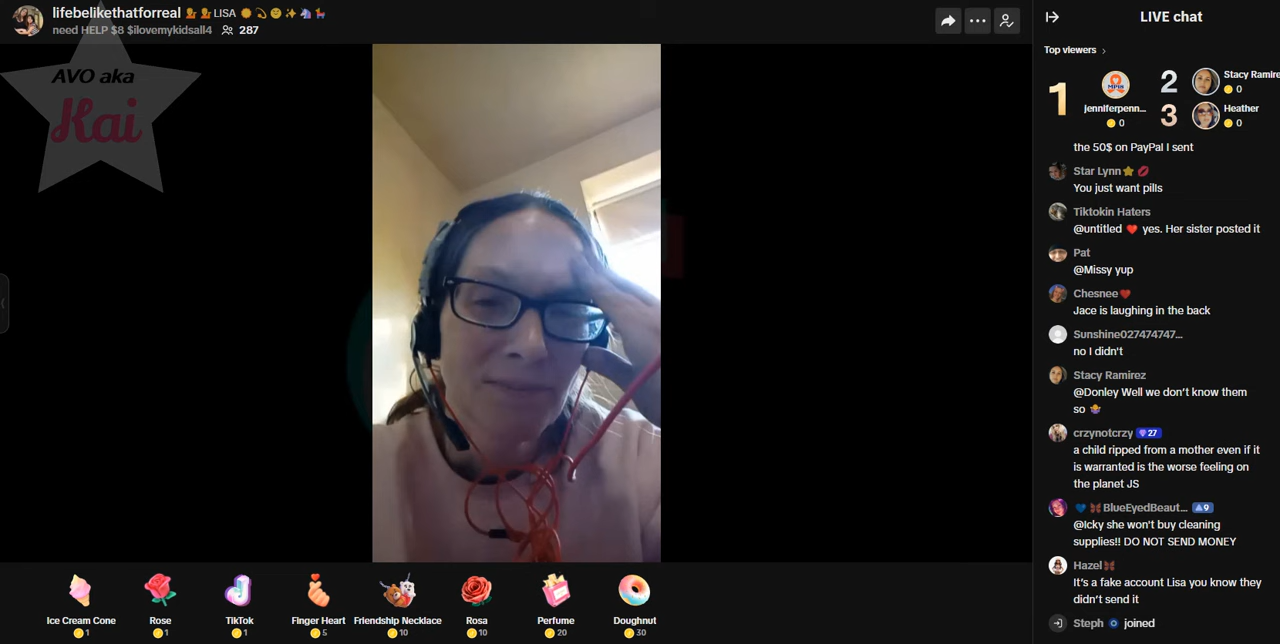 lifebelikethatforreal LISA
need HELP $8 $ilovemykidsall4 287
AVO aka
Kai
LIVE chat
Top viewers
1
jenniferpenn...
0
2
Stacy Ramire
0
3
Heather
0
the 50$ on PayPal I sent
Star Lynn
You just want pills
Tiktokin Haters
@untitled ❤️ yes. Her sister posted it
Pat
@Missy yup
Chesnee
Jace is laughing in the back
Sunshine027474747...
no I didn't
Stacy Ramirez
@Donley Well we don't know them
so
crzynotcrzy 27
a child ripped from a mother even if it
is warranted is the worse feeling on
the planet JS
BlueEyedBeaut... 9
@Icky she won't buy cleaning
supplies!! DO NOT SEND MONEY
Hazel
It's a fake account Lisa you know they
didn't send it
Steph joined
Ice Cream Cone
1
Rose
1
TikTok
1
Finger Heart
5
Friendship Necklace
10
Rosa
10
Perfume
20
Doughnut
30